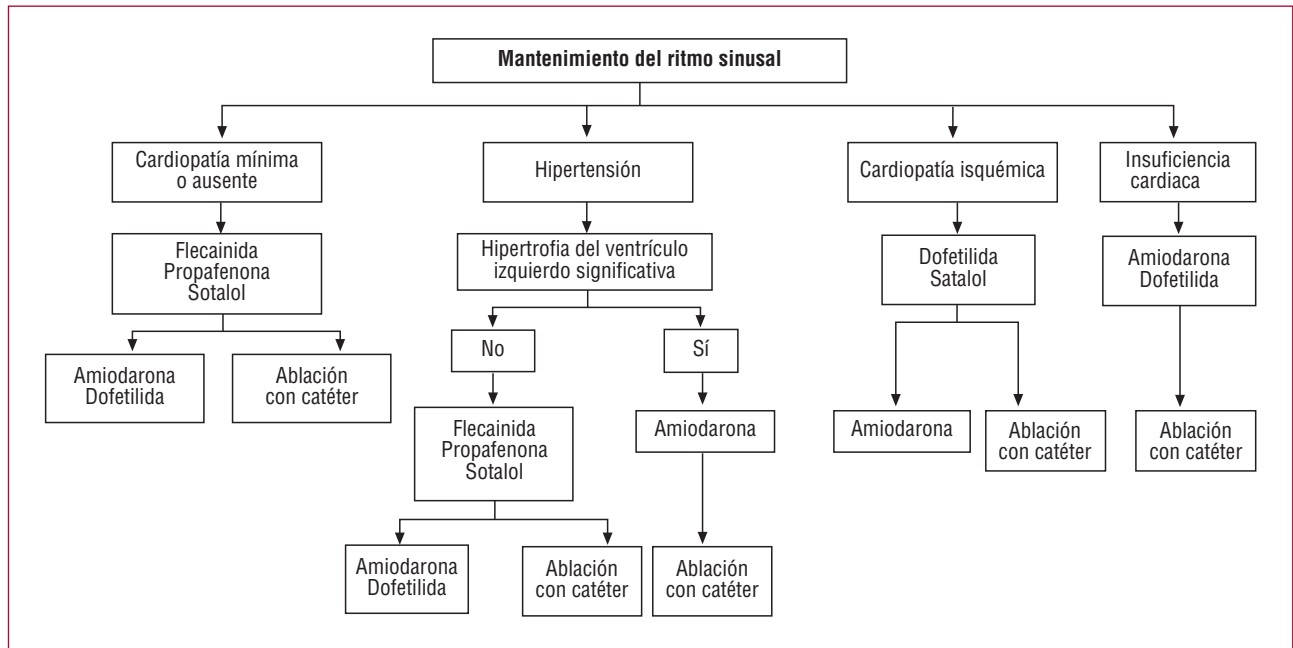 Mantenimiento del ritmo sinusal
Cardiopatía mínima
o ausente
Hipertensión
Cardiopatía isquémica
Insuficiencia
cardiaca
Flecainida
Propafenona
Sotalol
Hipertrofia del ventrículo
izquierdo significativa
Dofetilida
Satalol
Amiodarona
Dofetilida
No
Sí
Amiodarona
Dofetilida
Ablación
con catéter
Flecainida
Propafenona
Sotalol
Amiodarona
Amiodarona
Ablación
con catéter
Ablación
con catéter
Amiodarona
Dofetilida
Ablación
con catéter
Ablación
con catéter